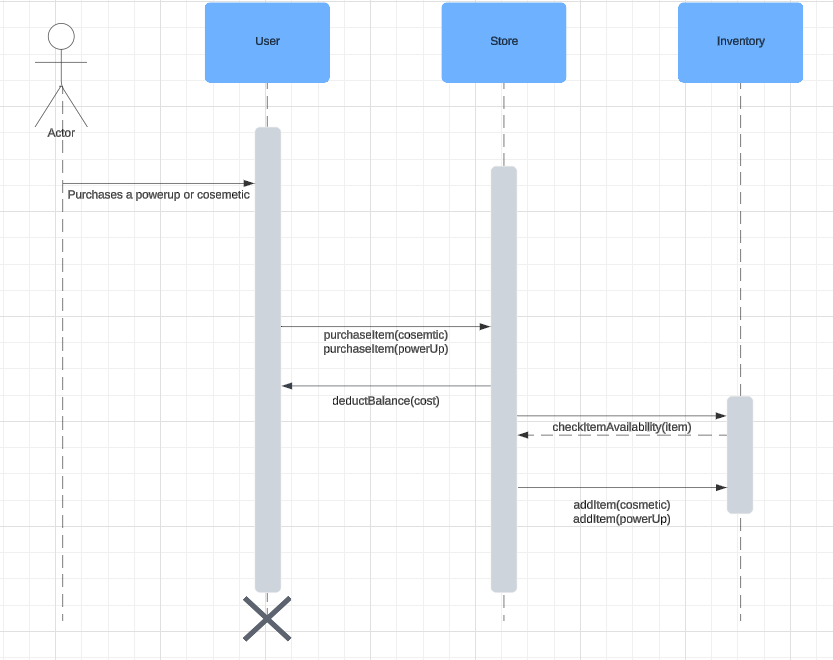 User
Store
Inventory
Actor
Purchases a powerup or cosemetic
purchaseItem(cosemtic)
purchaseItem(powerUp)
deductBalance(cost)
checkItemAvailability(item)
addItem(cosmetic)
addItem(powerUp)